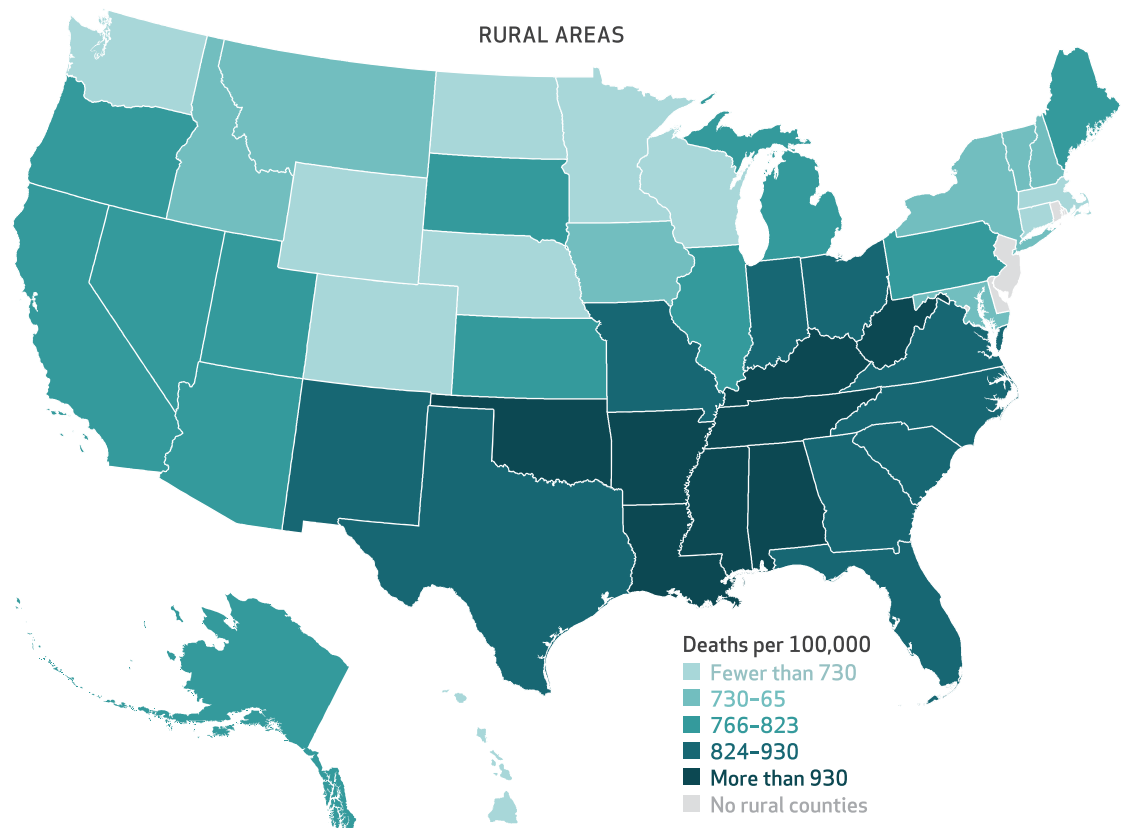 RURAL AREAS
Deaths per 100,000
Fewer than 730
730–65
766–823
824–930
More than 930
No rural counties